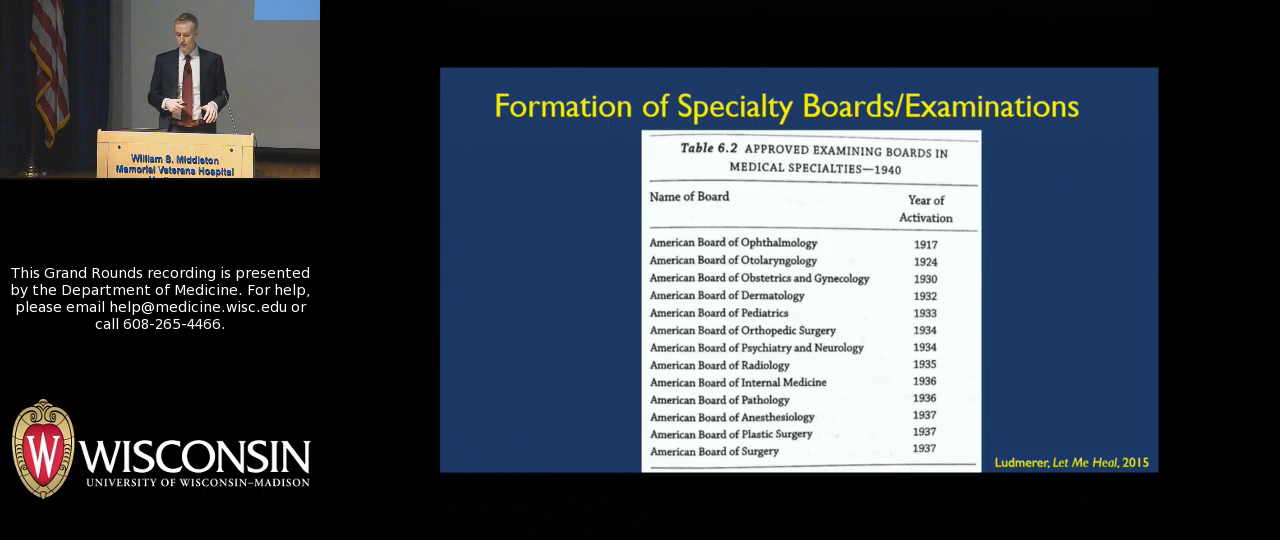 William S. Middleton
Memorial Veterans Hospital
This Grand Rounds recording is presented
by the Department of Medicine. For help,
please email help@medicine.wisc.edu or
call 608-265-4466.
W
WISCONSIN
UNIVERSITY OF WISCONSIN–MADISON
Formation of Specialty Boards/Examinations
Table 6.2 APPROVED EXAMINING BOARDS IN
MEDICAL SPECIALTIES—1940
Name of Board Year of
Activation
American Board of Ophthalmology 1917
American Board of Otolaryngology 1924
American Board of Obstetrics and Gynecology 1930
American Board of Dermatology 1932
American Board of Pediatrics 1933
American Board of Orthopedic Surgery 1934
American Board of Psychiatry and Neurology 1934
American Board of Radiology 1935
American Board of Internal Medicine 1936
American Board of Pathology 1936
American Board of Anesthesiology 1937
American Board of Plastic Surgery 1937
American Board of Surgery 1937
Ludmerer, Let Me Heal, 2015